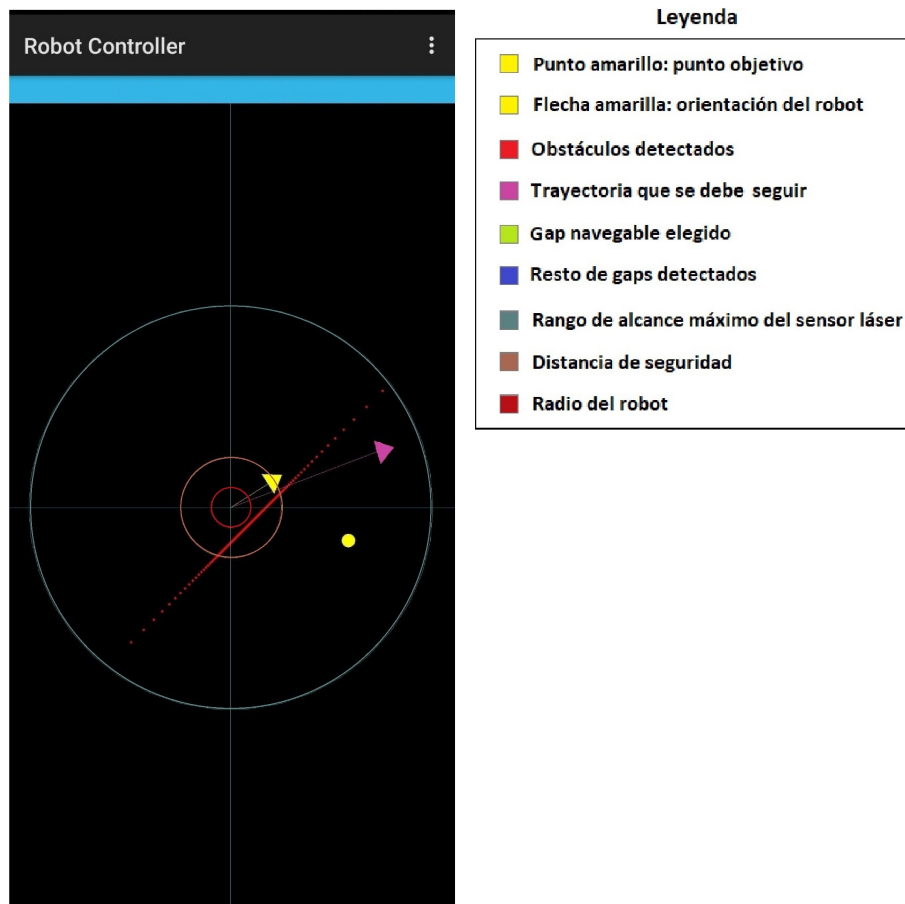 Robot Controller
Leyenda
Punto amarillo: punto objetivo
Flecha amarilla: orientación del robot
Obstáculos detectados
Trayectoria que se debe seguir
Gap navegable elegido
Resto de gaps detectados
Rango de alcance máximo del sensor láser
Distancia de seguridad
Radio del robot